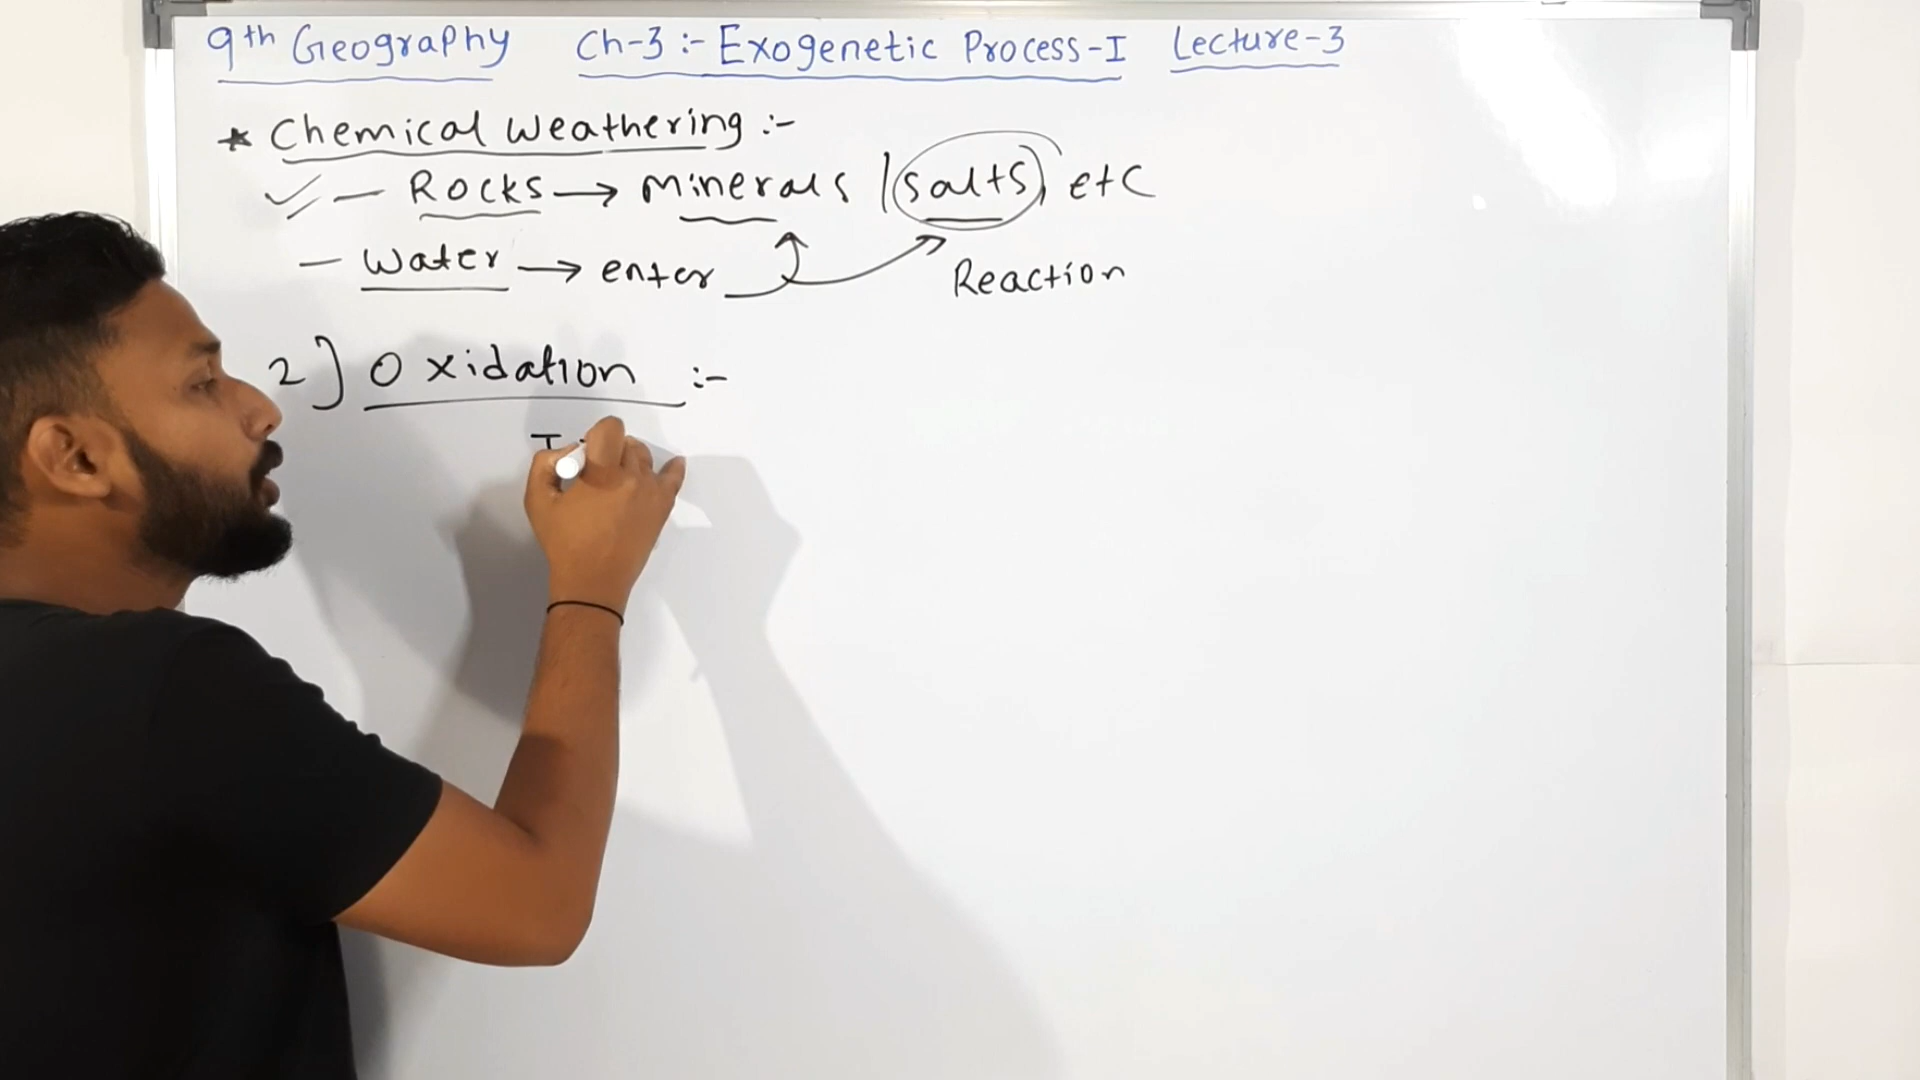 9th Geography Ch-3 :- Exogenetic Process-I Lecture-3
* Chemical Weathering :-
✓ - Rocks → Minerals | Salts, etc
- Water → enter Reaction
2] Oxidation :-
I